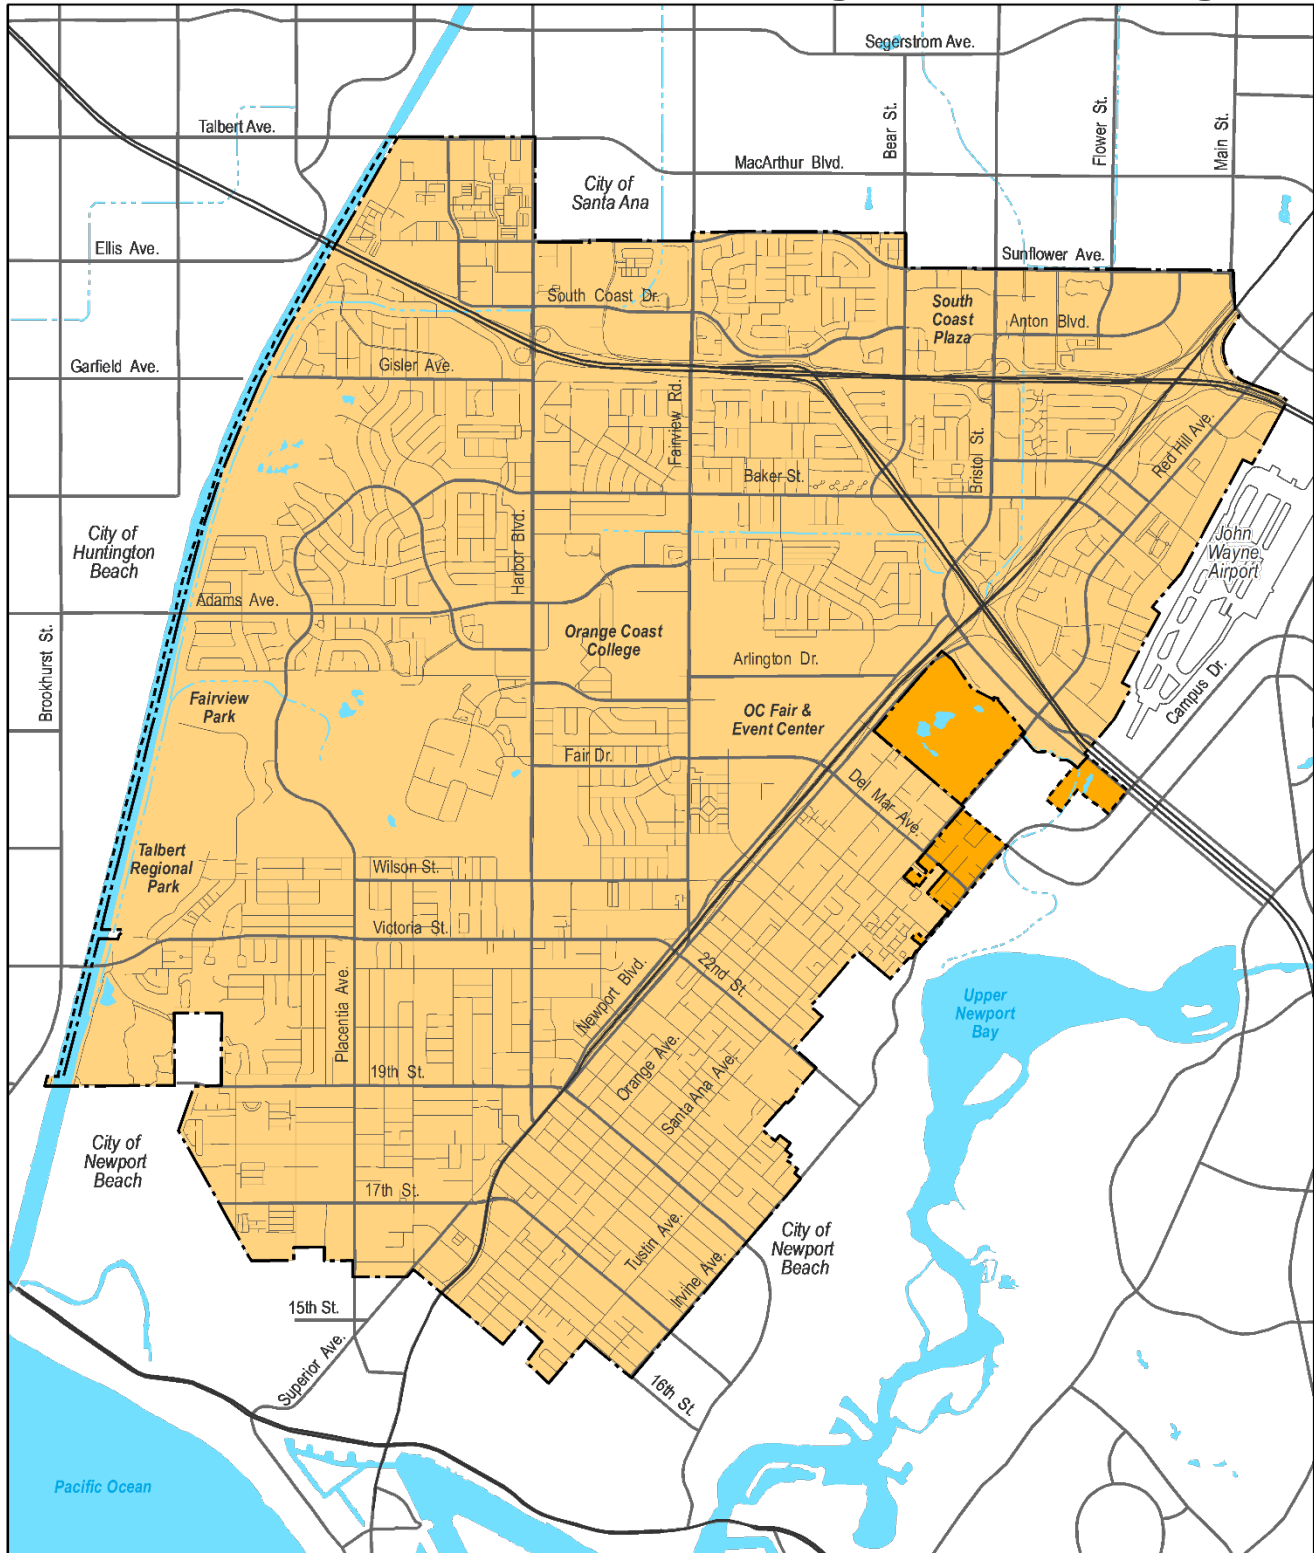 Segerstrom Ave.
Talbert Ave.
Bear St.
Flower St.
Main St.
MacArthur Blvd.
City of
Santa Ana
Ellis Ave.
Sunflower Ave.
South Coast Dr.
South
Coast
Plaza
Anton Blvd.
Garfield Ave.
Gisler Ave.
Fairview Rd.
Red Hill Ave.
Bristol St.
Baker St.
Harbor Blvd.
City of
Huntington
Beach
John
Wayne
Airport
Adams Ave.
Orange Coast
College
Arlington Dr.
Brookhurst St.
Fairview
Park
Campus Dr.
OC Fair &
Event Center
Fair Dr.
Del Mar Ave.
Talbert
Regional
Park
Wilson St.
Victoria St.
22nd St.
Newport Blvd.
Placentia Ave.
Upper
Newport
Bay
19th St.
Orange Ave.
Santa Ana Ave.
City of
Newport
Beach
17th St.
Tustin Ave.
Irvine Ave.
City of
Newport
Beach
15th St.
Superior Ave.
16th St.
Pacific Ocean